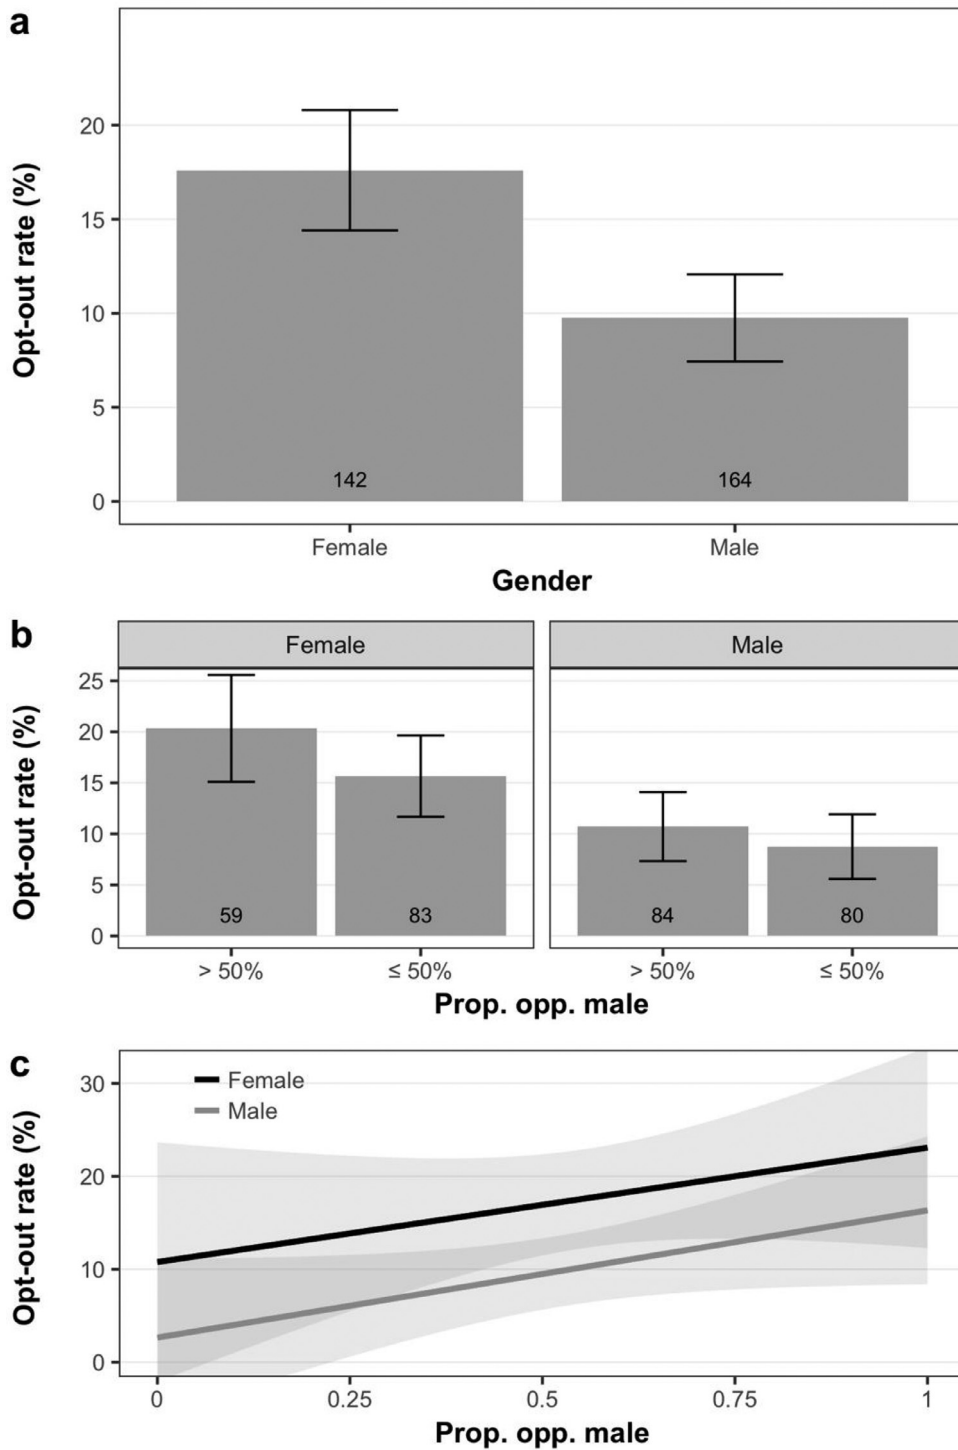 a
Opt-out rate (%)
20
15
10
5
0
142
164
Female
Male
Gender
b
Female
Male
Opt-out rate (%)
25
20
15
10
5
0
59
83
84
80
> 50%
≤ 50%
> 50%
≤ 50%
Prop. opp. male
c
Female
Male
Opt-out rate (%)
30
20
10
0
0
0.25
0.5
0.75
1
Prop. opp. male